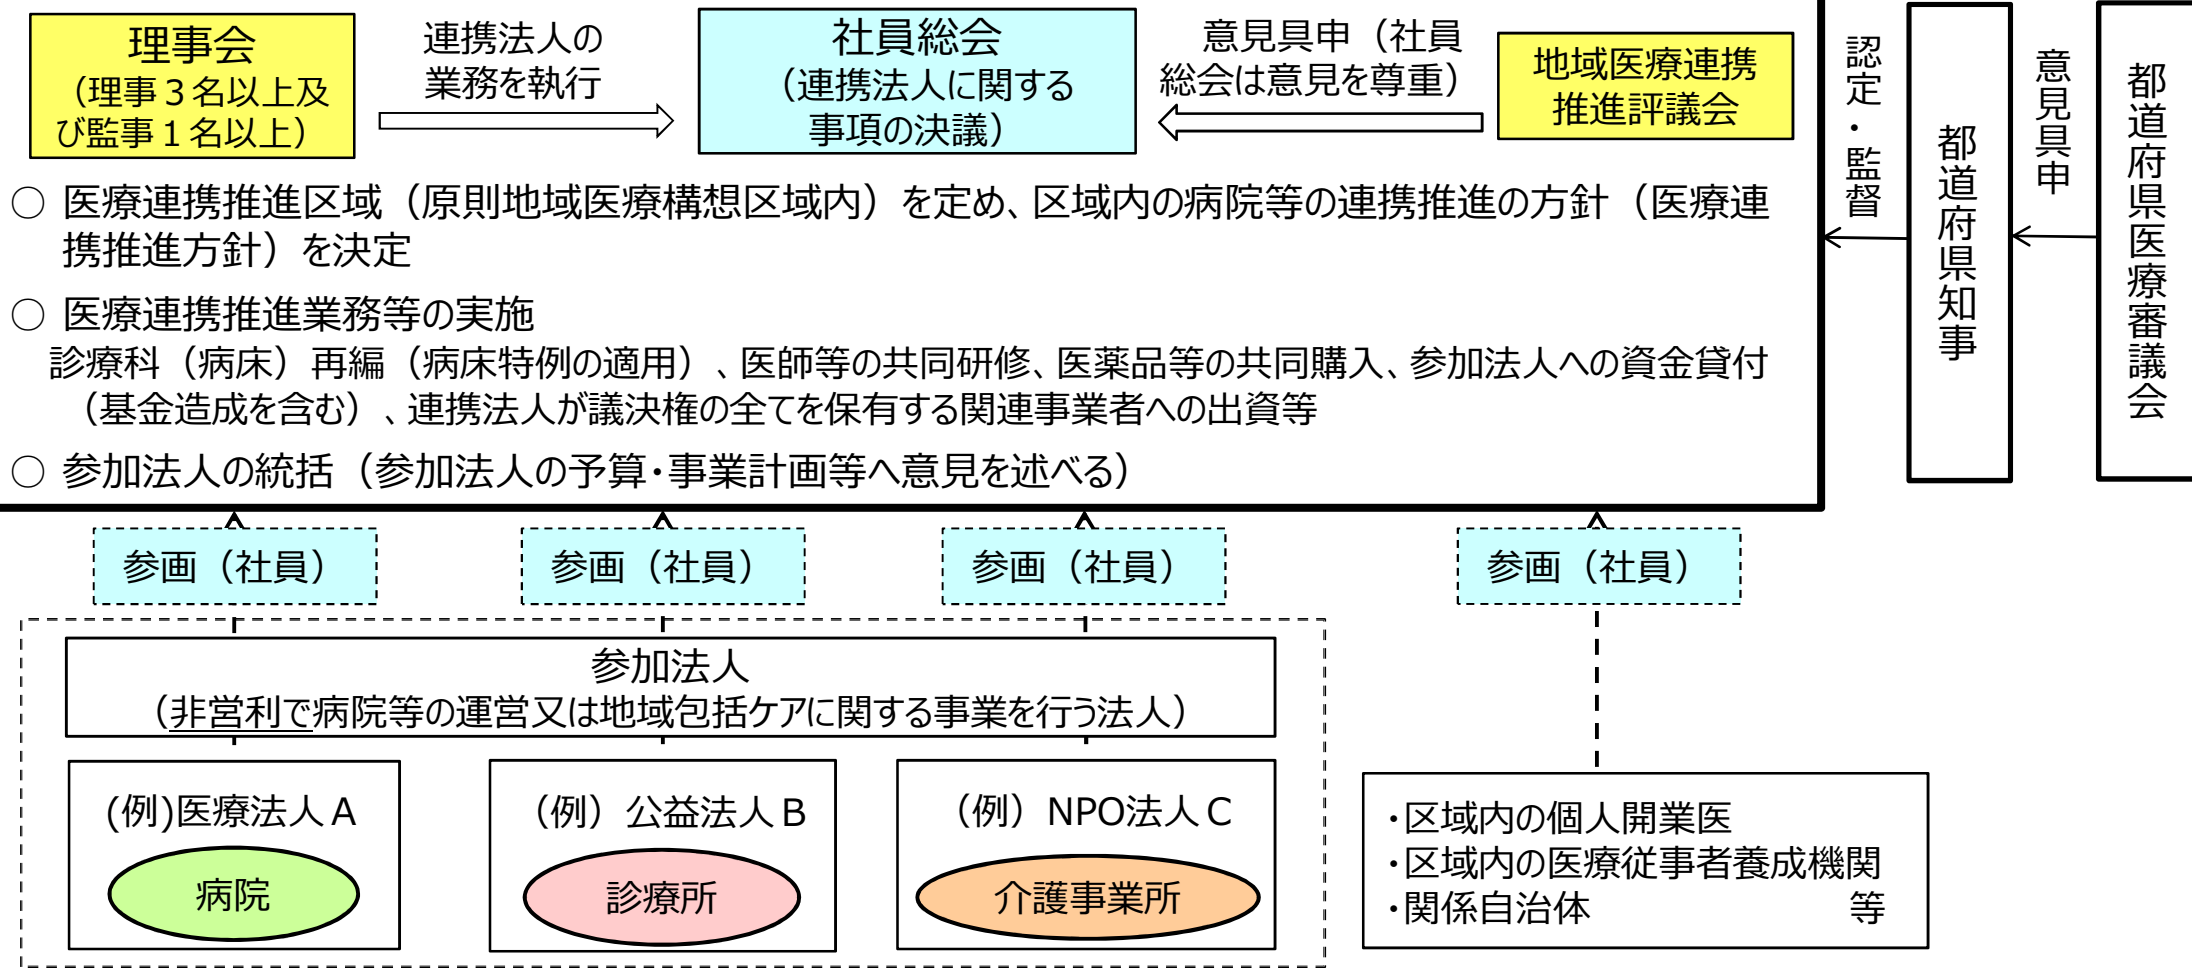 理事会
（理事３名以上及
び監事１名以上）
連携法人の
業務を執行
社員総会
（連携法人に関する
事項の決議）
意見具申（社員
総会は意見を尊重）
地域医療連携
推進評議会
認定・監督
都道府県知事
意見具申
都道府県医療審議会
○ 医療連携推進区域（原則地域医療構想区域内）を定め、区域内の病院等の連携推進の方針（医療連
携推進方針）を決定
○ 医療連携推進業務等の実施
診療科（病床）再編（病床特例の適用）、医師等の共同研修、医薬品等の共同購入、参加法人への資金貸付
（基金造成を含む）、連携法人が議決権の全てを保有する関連事業者への出資等
○ 参加法人の統括（参加法人の予算・事業計画等へ意見を述べる）
参画（社員）
参画（社員）
参画（社員）
参画（社員）
参加法人
（非営利で病院等の運営又は地域包括ケアに関する事業を行う法人）
(例)医療法人Ａ
病院
（例）公益法人Ｂ
診療所
（例）NPO法人Ｃ
介護事業所
・区域内の個人開業医
・区域内の医療従事者養成機関
・関係自治体 等